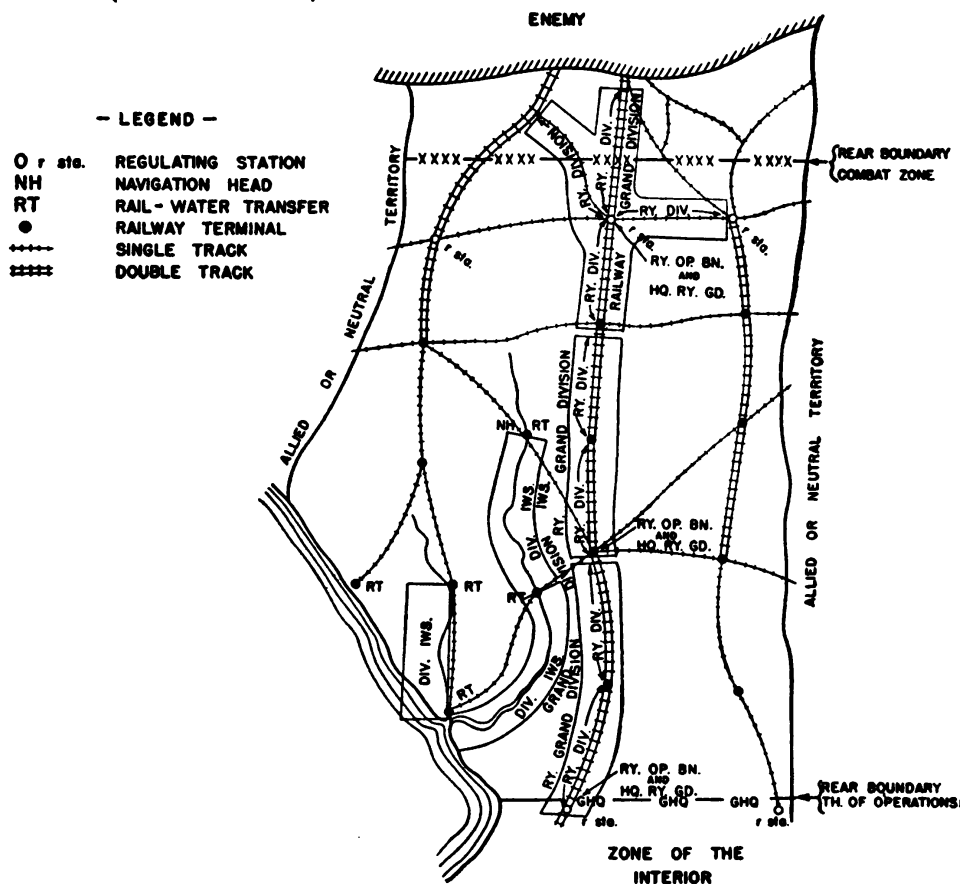 ENEMY
- LEGEND -
O r sta. REGULATING STATION
NH NAVIGATION HEAD
RT RAIL-WATER TRANSFER
RAILWAY TERMINAL
SINGLE TRACK
DOUBLE TRACK
ALLIED OR NEUTRAL TERRITORY
RY. DIVISION
DIV.
RY.
GRAND DIVISION
RAILWAY
XXXX XXXX XXXX XXXX XXXX
REAR BOUNDARY
COMBAT ZONE
RY. DIV.
r sta.
r sta.
r sta.
RY. OP. BN.
AND
HQ. RY. GD.
RY. DIV.
NH RT
RY. GRAND DIVISION
RY. DIV.
RY. DIV.
IWS.
IWS.
DIV.
DIVISION
RY. OP. BN.
AND
HQ. RY. GD.
ALLIED OR NEUTRAL TERRITORY
RT
RT
RT
DIV. IWS.
RT
DIV. IWS.
GRAND DIVISION
RY. GRAND DIVISION
RY. DIV.
RY. DIV.
RY. OP. BN.
AND
HQ. RY. GD.
GHQ GHQ GHQ
r sta.
r sta.
REAR BOUNDARY
TH. OF OPERATIONS
ZONE OF THE
INTERIOR